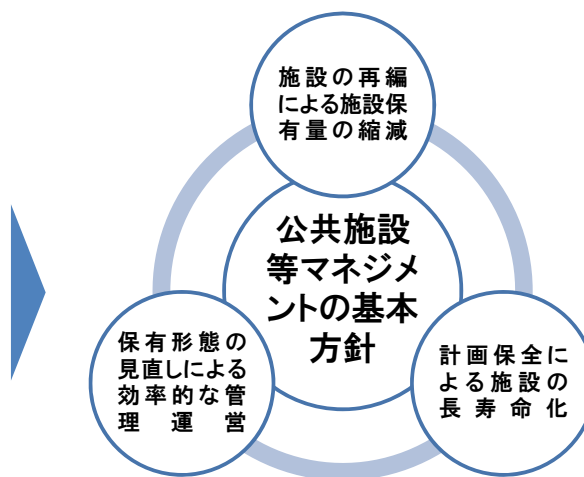 施設の再編
による施設保
有量の縮減
公共施設
等マネジメ
ントの基本
方針
保有形態の
見直しによる
効率的な管
理運営
計画保全に
よる施設の
長寿命化